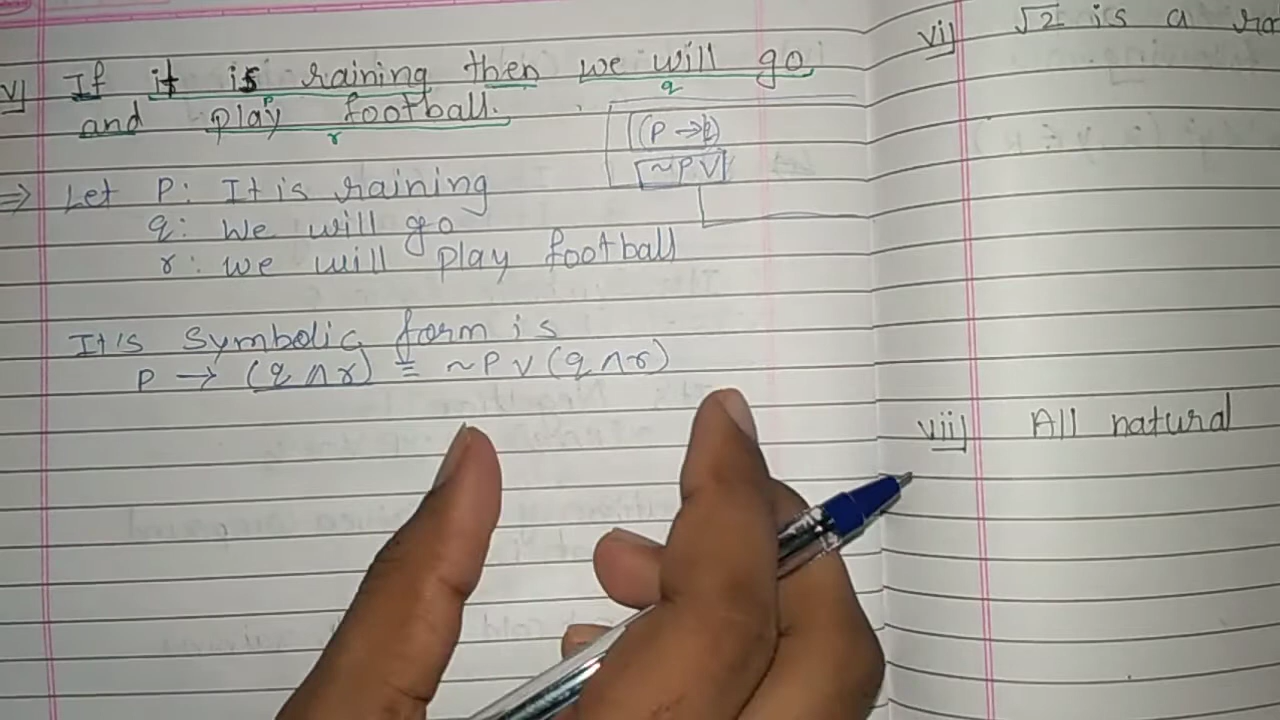 v) If it is raining then we will go
p q
and play football.
r
(P → q)
~P V
⇒ Let P: It is raining
q: We will go
r: we will play football
It's Symbolic form is
P → (q ∧ r) ≡ ~P V (q ∧ r)
vi) √2 is a ra
vii) All natural